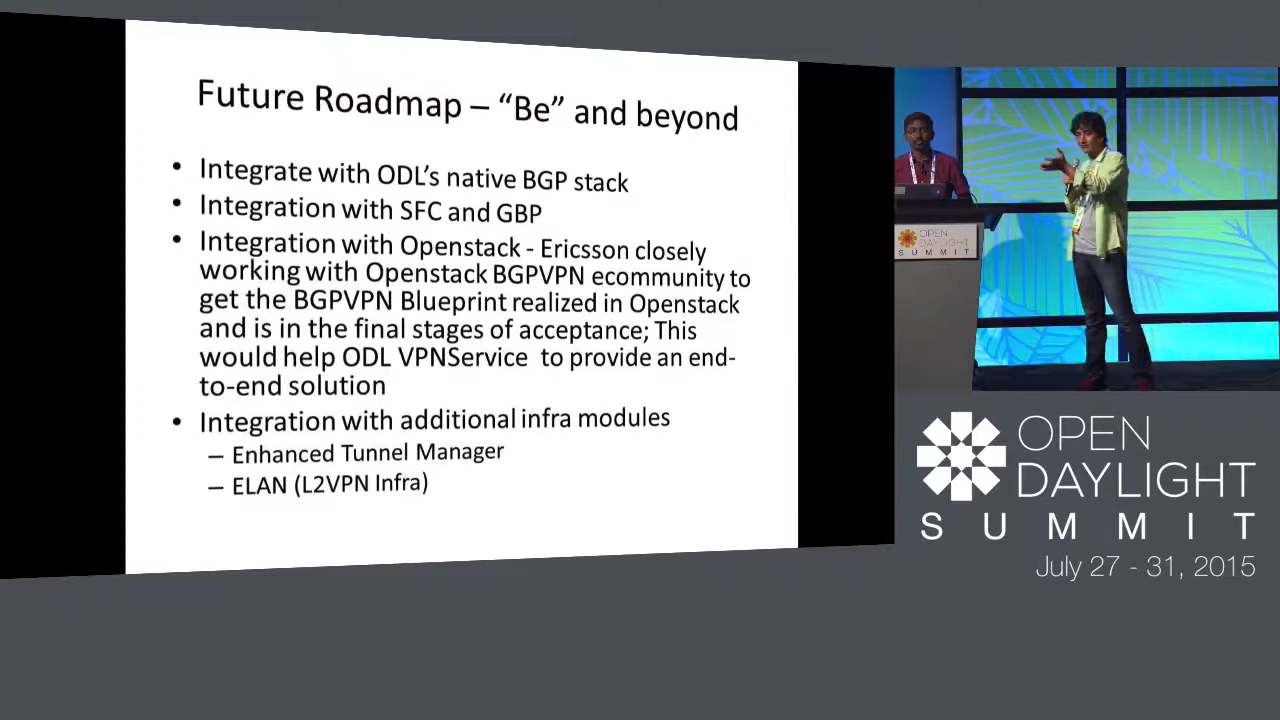 Future Roadmap – “Be” and beyond
• Integrate with ODL’s native BGP stack
• Integration with SFC and GBP
• Integration with Openstack - Ericsson closely
working with Openstack BGPVPN ecommunity to
get the BGPVPN Blueprint realized in Openstack
and is in the final stages of acceptance; This
would help ODL VPNService to provide an end-
to-end solution
• Integration with additional infra modules
– Enhanced Tunnel Manager
– ELAN (L2VPN Infra)
OPEN
DAYLIGHT
SUMMIT
OPEN
DAYLIGHT
SUMMIT
July 27 - 31, 2015